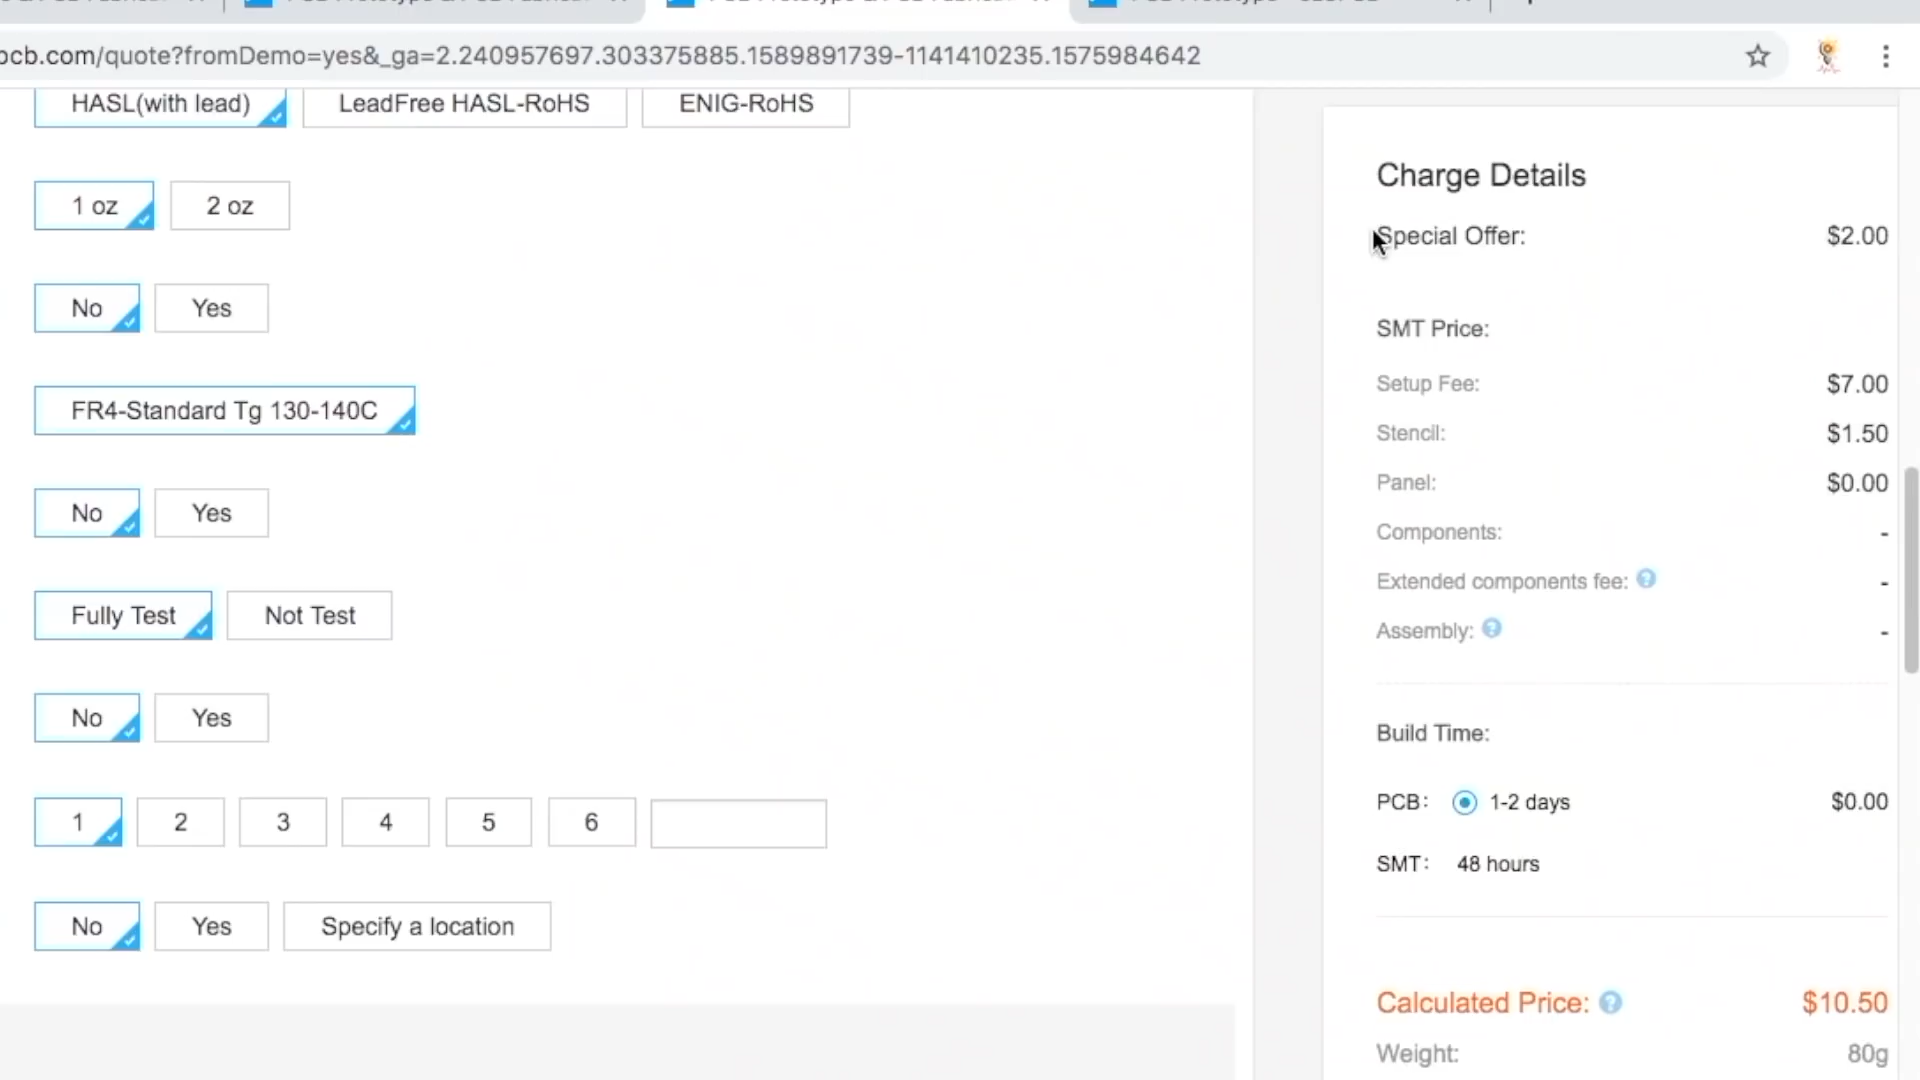 pcb.com/quote?fromDemo=yes&_ga=2.240957697.303375885.1589891739-1141410235.1575984642
HASL(with lead) LeadFree HASL-RoHS ENIG-RoHS
1 oz 2 oz
No Yes
FR4-Standard Tg 130-140C
No Yes
Fully Test Not Test
No Yes
1 2 3 4 5 6
No Yes Specify a location
Charge Details
Special Offer: $2.00
SMT Price:
Setup Fee: $7.00
Stencil: $1.50
Panel: $0.00
Components: -
Extended components fee: ? -
Assembly: ? -
Build Time:
PCB: 1-2 days $0.00
SMT: 48 hours
Calculated Price: ? $10.50
Weight: 80g